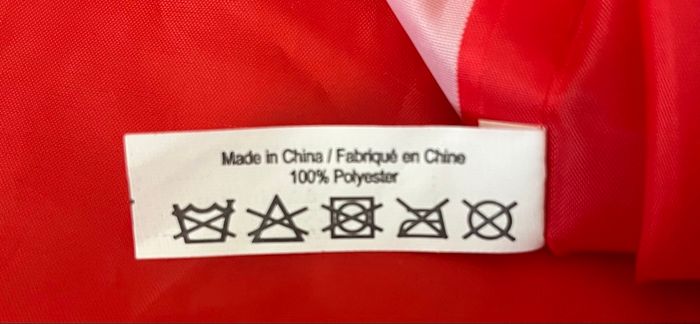 Made in China / Fabriqué en Chine
100% Polyester